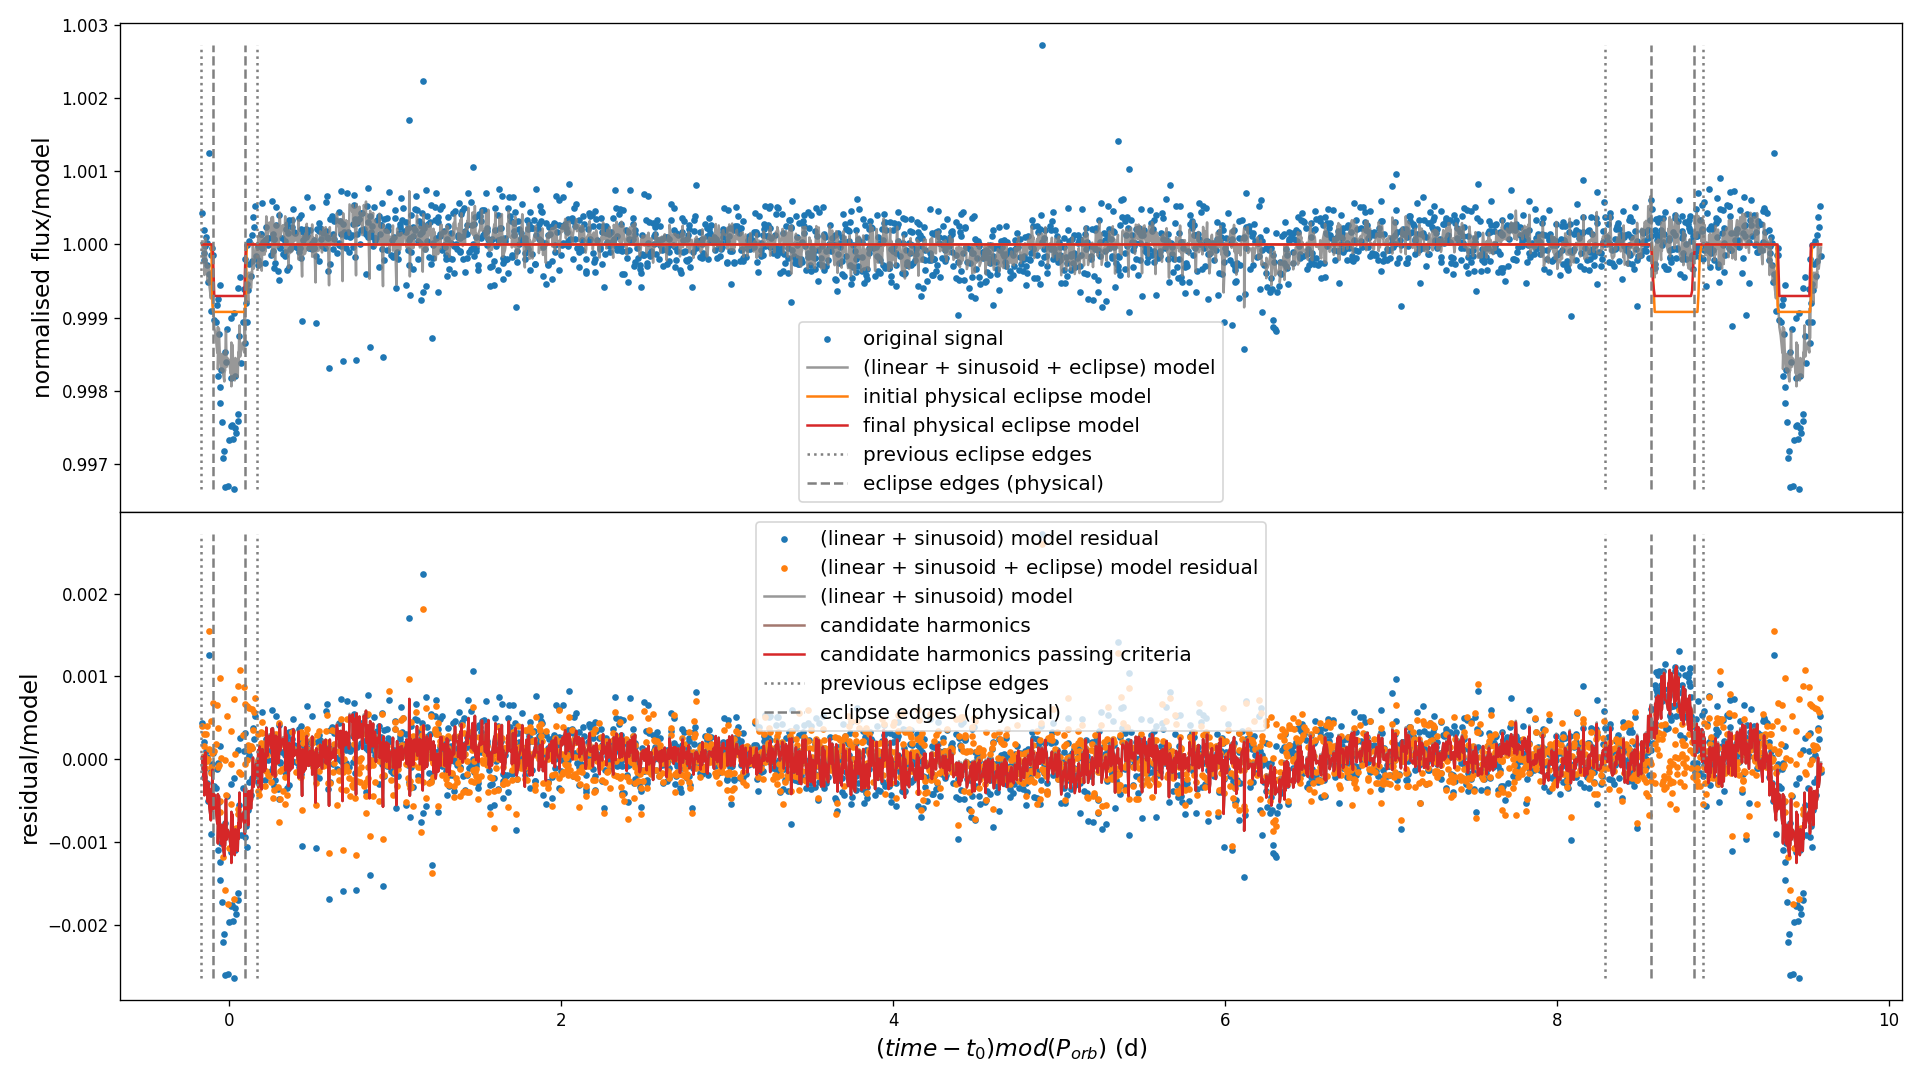 1.003
1.002
1.001
1.000
0.999
0.998
0.997
normalised flux/model
original signal
(linear + sinusoid + eclipse) model
initial physical eclipse model
final physical eclipse model
previous eclipse edges
eclipse edges (physical)
0.002
0.001
0.000
−0.001
−0.002
residual/model
(linear + sinusoid) model residual
(linear + sinusoid + eclipse) model residual
(linear + sinusoid) model
candidate harmonics
candidate harmonics passing criteria
previous eclipse edges
eclipse edges (physical)
0 2 4 6 8 10
(time − t₀)mod(Pₒᵣb) (d)